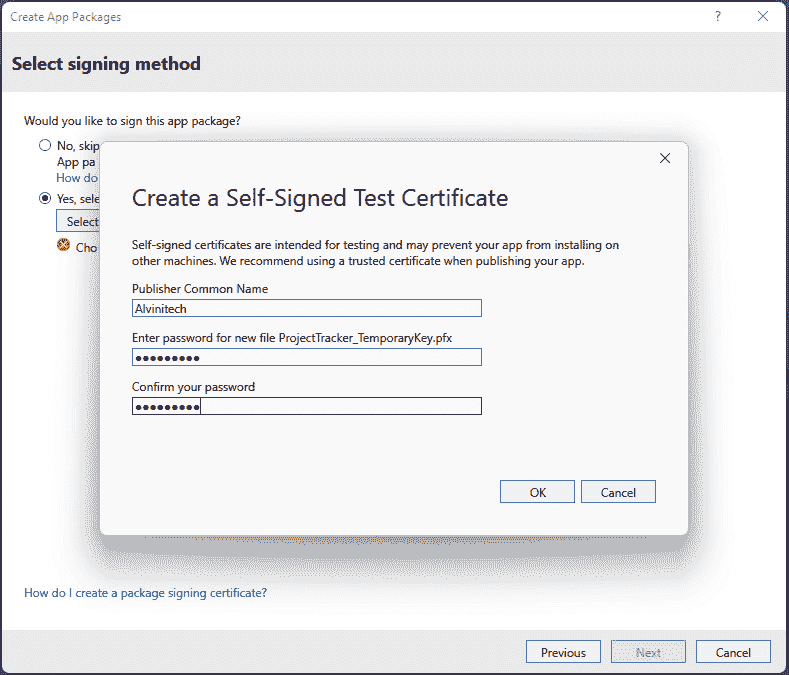 Create App Packages
?
Select signing method
Would you like to sign this app package?
No, skip
App pa
How do
Yes, sele
Select
Cho
Create a Self-Signed Test Certificate
Self-signed certificates are intended for testing and may prevent your app from installing on
other machines. We recommend using a trusted certificate when publishing your app.
Publisher Common Name
Alvinitech
Enter password for new file ProjectTracker_TemporaryKey.pfx
●●●●●●●●●
Confirm your password
●●●●●●●●●
OK Cancel
How do I create a package signing certificate?
Previous Next Cancel